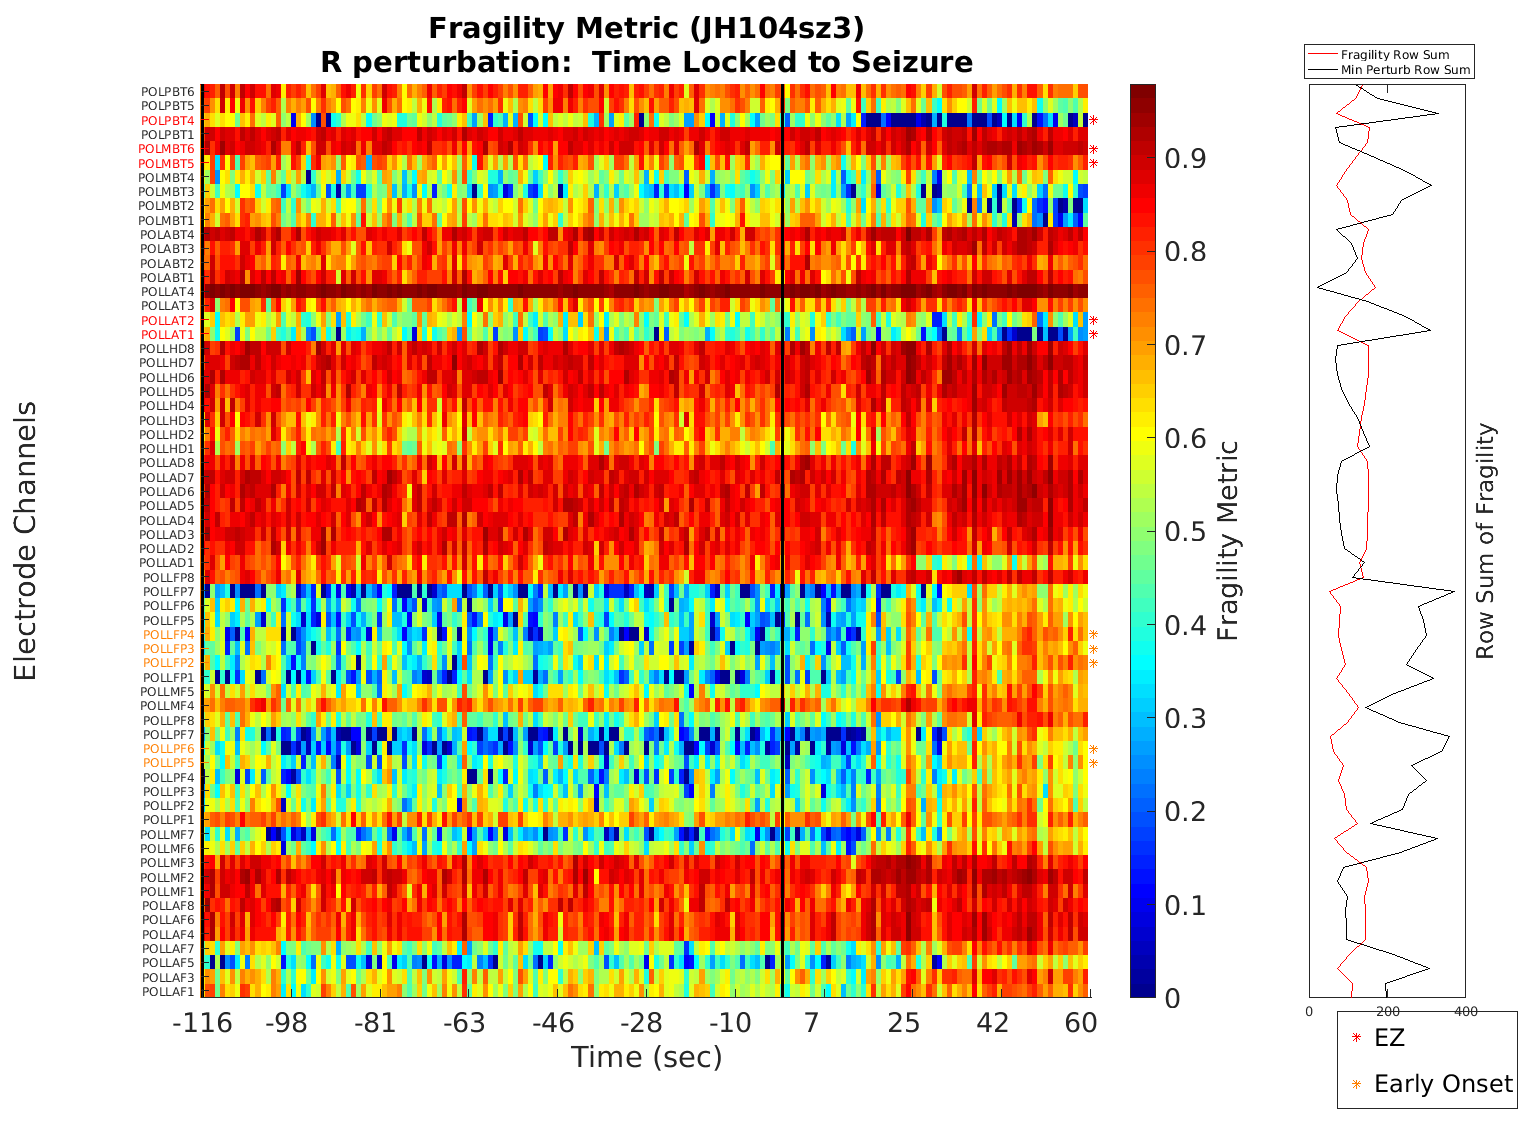 Fragility Metric (JH104sz3)
R perturbation:  Time Locked to Seizure
Fragility Row Sum
Min Perturb Row Sum
Electrode Channels
POLPBT6
POLPBT5
POLPBT4
POLPBT1
POLMBT6
POLMBT5
POLMBT4
POLMBT3
POLMBT2
POLMBT1
POLABT4
POLABT3
POLABT2
POLABT1
POLLAT4
POLLAT3
POLLAT2
POLLAT1
POLLHD8
POLLHD7
POLLHD6
POLLHD5
POLLHD4
POLLHD3
POLLHD2
POLLHD1
POLLAD8
POLLAD7
POLLAD6
POLLAD5
POLLAD4
POLLAD3
POLLAD2
POLLAD1
POLLFP8
POLLFP7
POLLFP6
POLLFP5
POLLFP4
POLLFP3
POLLFP2
POLLFP1
POLLMF5
POLLMF4
POLLPF8
POLLPF7
POLLPF6
POLLPF5
POLLPF4
POLLPF3
POLLPF2
POLLPF1
POLLMF7
POLLMF6
POLLMF3
POLLMF2
POLLMF1
POLLAF8
POLLAF6
POLLAF4
POLLAF7
POLLAF5
POLLAF3
POLLAF1
-116 -98 -81 -63 -46 -28 -10 7 25 42 60
Time (sec)
0.9
0.8
0.7
0.6
0.5
0.4
0.3
0.2
0.1
0
Fragility Metric
0 200 400
Row Sum of Fragility
EZ
Early Onset